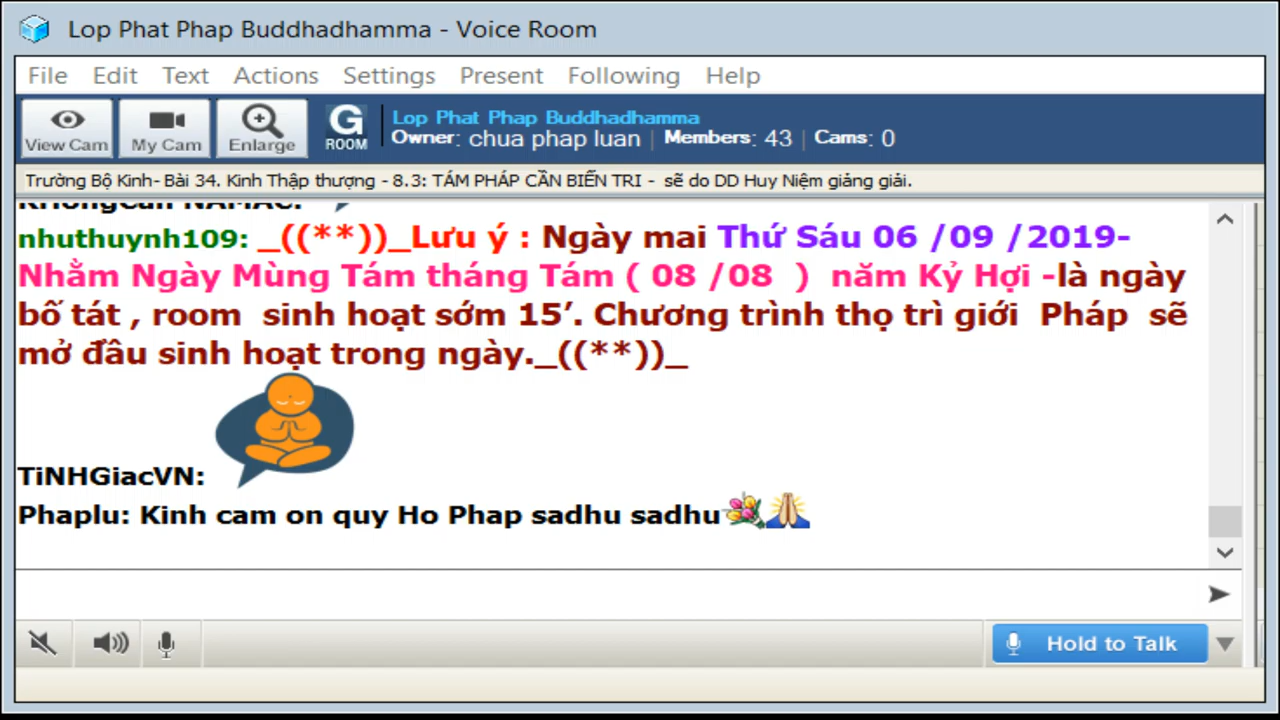 Lop Phat Phap Buddhadhamma - Voice Room
File Edit Text Actions Settings Present Following Help
View Cam My Cam Enlarge G ROOM
Lop Phat Phap Buddhadhamma
Owner: chua phap luan | Members: 43 | Cams: 0
Trường Bộ Kinh- Bài 34. Kinh Thập thượng - 8.3: TÁM PHÁP CẦN BIẾN TRI - sẽ do DD Huy Niệm giảng giải.
KHongCan NAMAC:
nhuthuynh109: _((**))_Lưu ý : Ngày mai Thứ Sáu 06 /09 /2019-
Nhằm Ngày Mùng Tám tháng Tám ( 08 /08 ) năm Kỷ Hợi -là ngày
bố tát , room sinh hoạt sớm 15’. Chương trình thọ trì giới Pháp sẽ
mở đầu sinh hoạt trong ngày._((**))_
TiNHGiacVN:
Phaplu: Kinh cam on quy Ho Phap sadhu sadhu
Hold to Talk